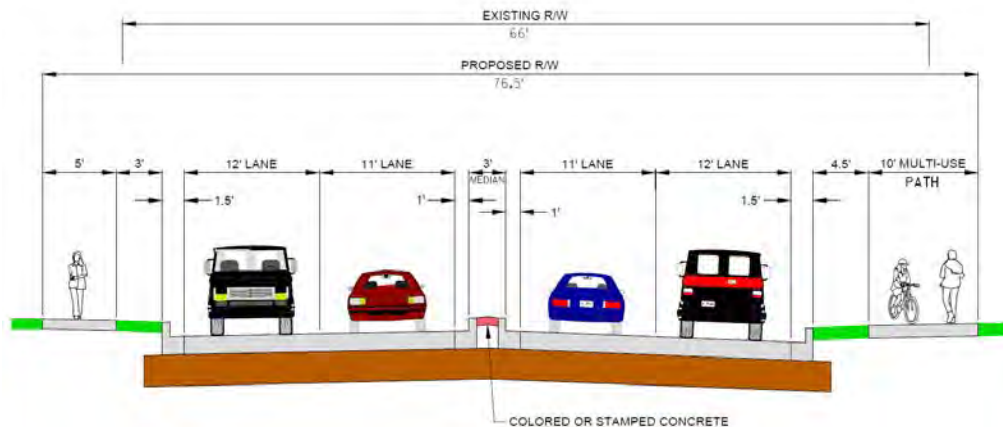 EXISTING R/W
66'
PROPOSED R/W
76.5'
5'
3'
12' LANE
11' LANE
3'
MEDIAN
11' LANE
12' LANE
4.5'
10' MULTI-USE
PATH
1.5'
1'
1'
1.5'
COLORED OR STAMPED CONCRETE